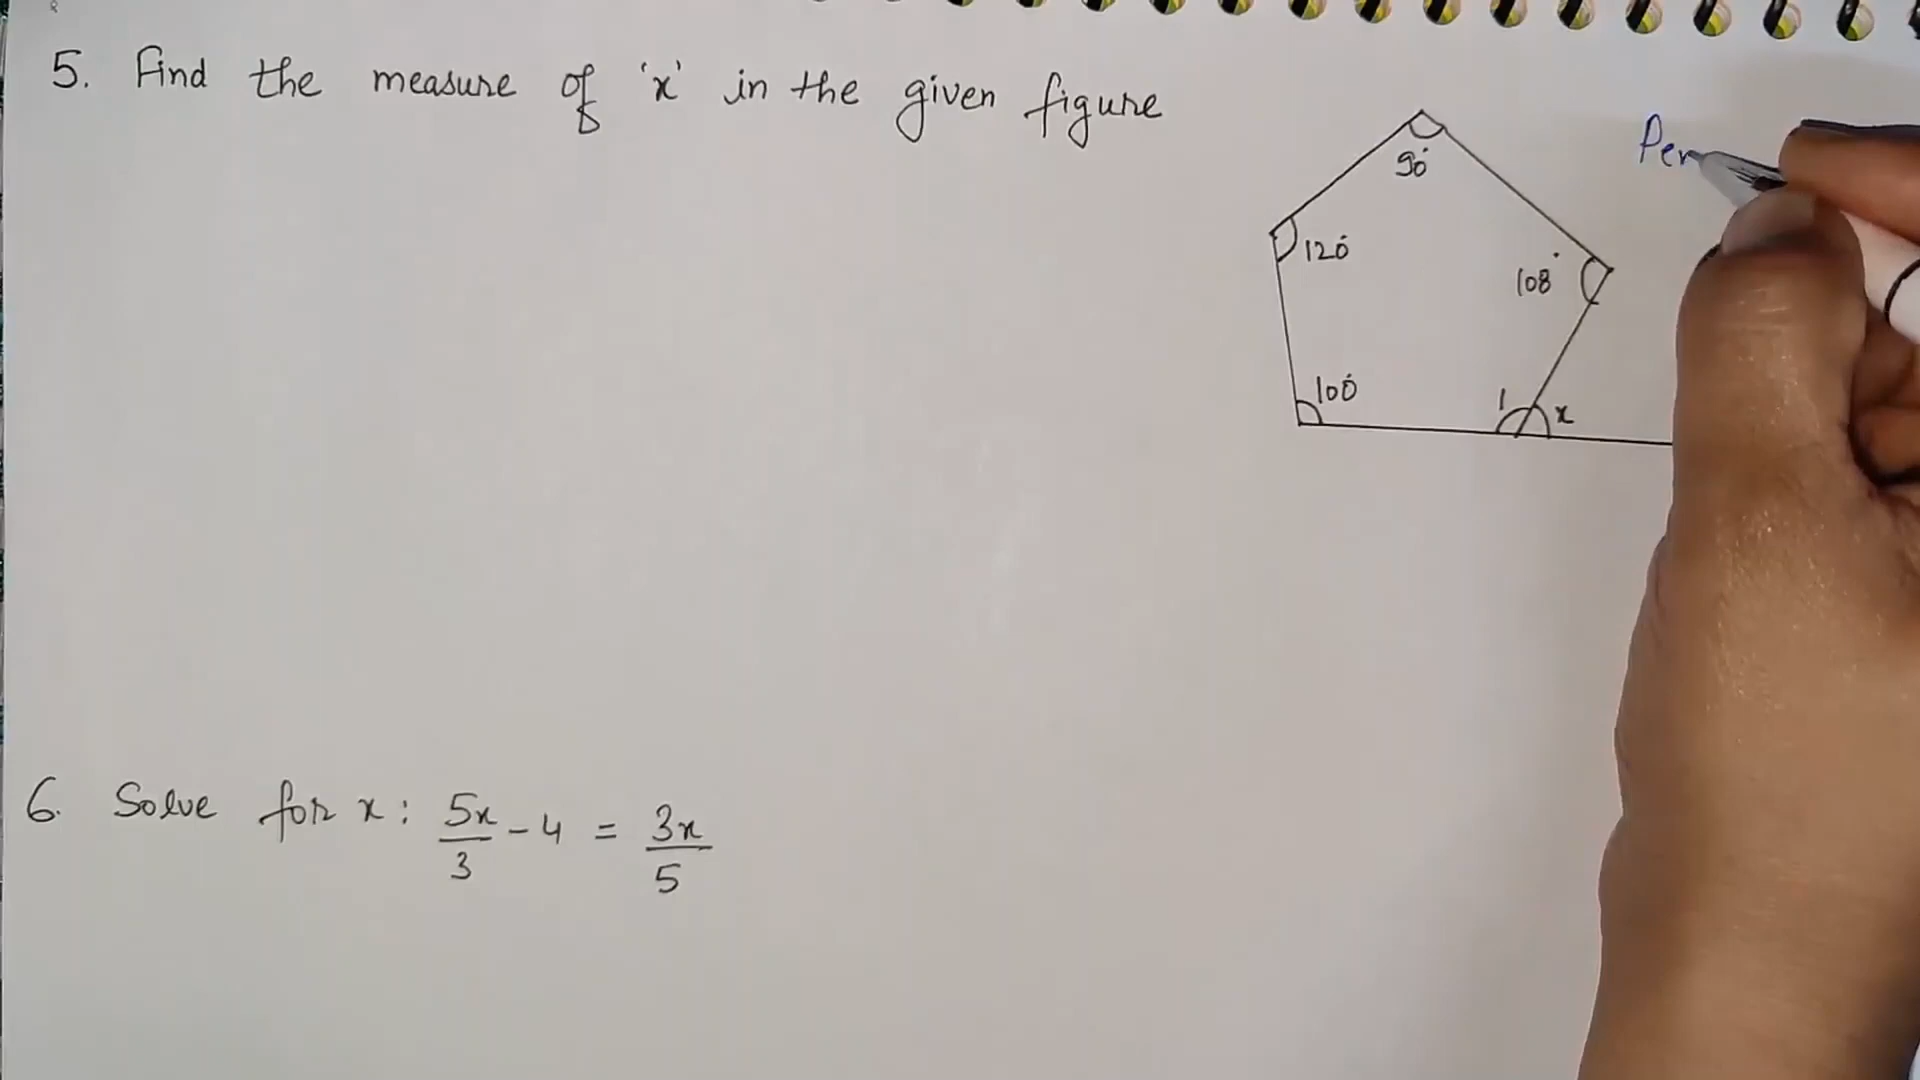 5. Find the measure of 'x' in the given figure
Pen
90°
120°
108°
100°
1 x
6. Solve for x: 5x/3 - 4 = 3x/5